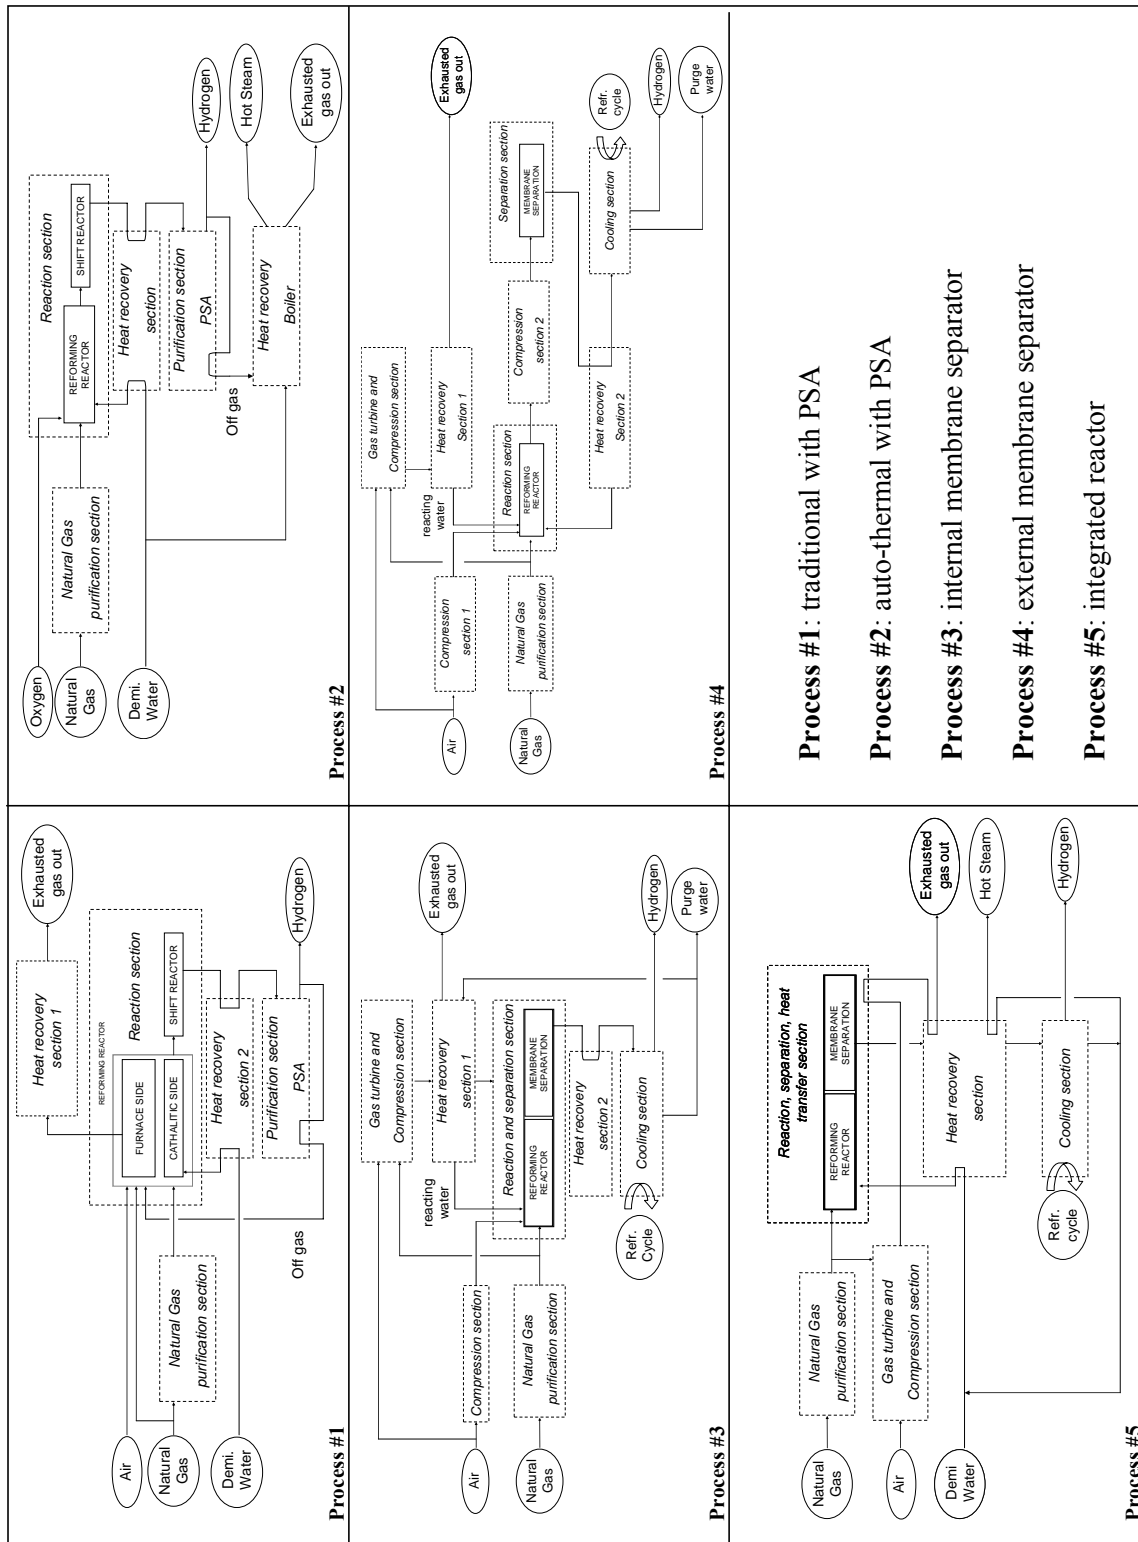 Process #1
Air
Natural
Gas
Demi.
Water
Natural Gas
purification section
Heat recovery
section 1
Exhausted
gas out
REFORMING REACTOR
Reaction section
FURNACE SIDE
CATHALITIC SIDE
SHIFT REACTOR
Heat recovery
section 2
Purification section
PSA
Hydrogen
Off gas
Process #2
Oxygen
Natural
Gas
Demi.
Water
Natural Gas
purification section
Reaction section
REFORMING
REACTOR
SHIFT REACTOR
Heat recovery
section
Purification section
PSA
Off gas
Heat recovery
Boiler
Hydrogen
Hot Steam
Exhausted
gas out
Process #3
Air
Natural
Gas
Compression section
Natural Gas
purification section
Gas turbine and
Compression section
Heat recovery
section 1
reacting
water
Reaction and separation section
REFORMING
REACTOR
MEMBRANE
SEPARATION
Heat recovery
section 2
Cooling section
Refr.
Cycle
Exhausted
gas out
Hydrogen
Purge
water
Process #4
Air
Natural
Gas
Compression
section 1
Natural Gas
purification section
Gas turbine and
Compression section
Heat recovery
Section 1
reacting
water
Reaction section
REFORMING
REACTOR
Compression
section 2
Separation section
MEMBRANE
SEPARATION
Heat recovery
Section 2
Cooling section
Refr.
cycle
Exhausted
gas out
Hydrogen
Purge
water
Process #5
Natural
Gas
Air
Demi
Water
Natural Gas
purification section
Gas turbine and
Compression section
Reaction, separation, heat
transfer section
REFORMING
REACTOR
MEMBRANE
SEPARATION
Heat recovery
section
Cooling section
Refr.
cycle
Exhausted
gas out
Hot Steam
Hydrogen
Process #1: traditional with PSA
Process #2: auto-thermal with PSA
Process #3: internal membrane separator
Process #4: external membrane separator
Process #5: integrated reactor